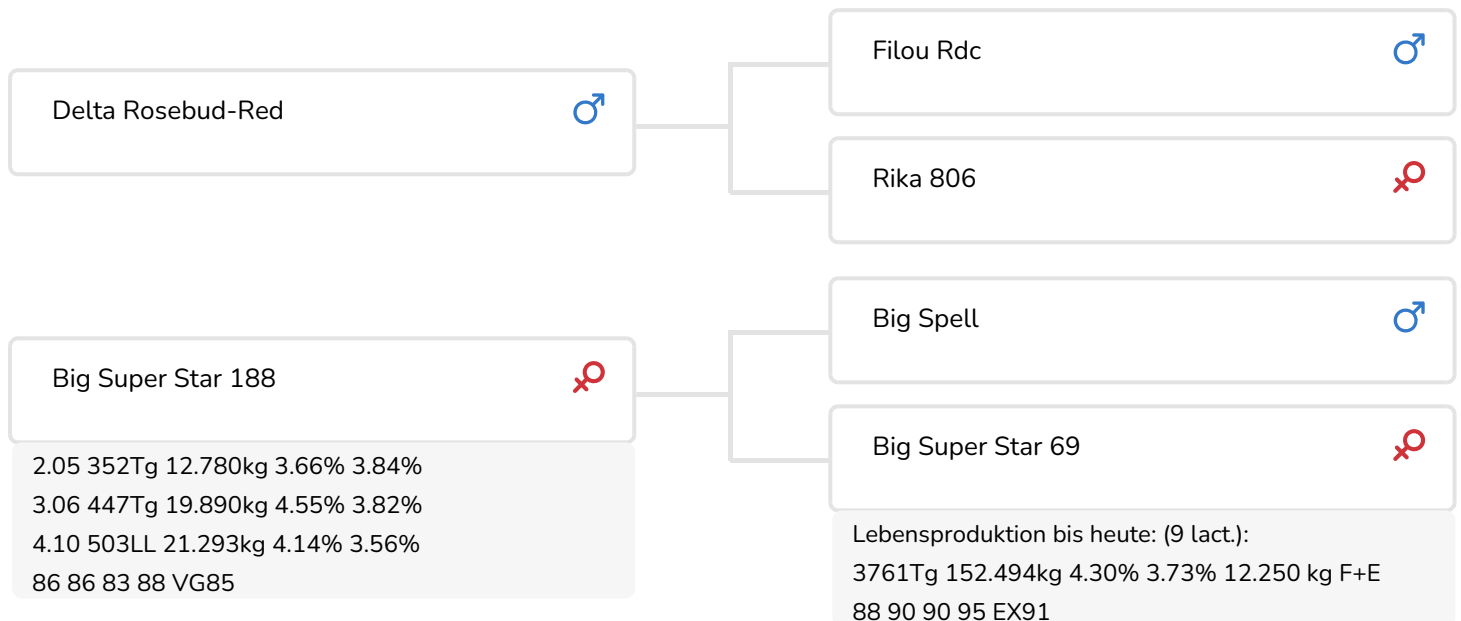 Delta Rosebud-Red
Filou Rdc
Rika 806
Big Super Star 188
2.05 352Tg 12.780kg 3.66% 3.84%
3.06 447Tg 19.890kg 4.55% 3.82%
4.10 503LL 21.293kg 4.14% 3.56%
86 86 83 88 VG85
Big Spell
Big Super Star 69
Lebensproduktion bis heute: (9 lact.):
3761Tg 152.494kg 4.30% 3.73% 12.250 kg F+E
88 90 90 95 EX91